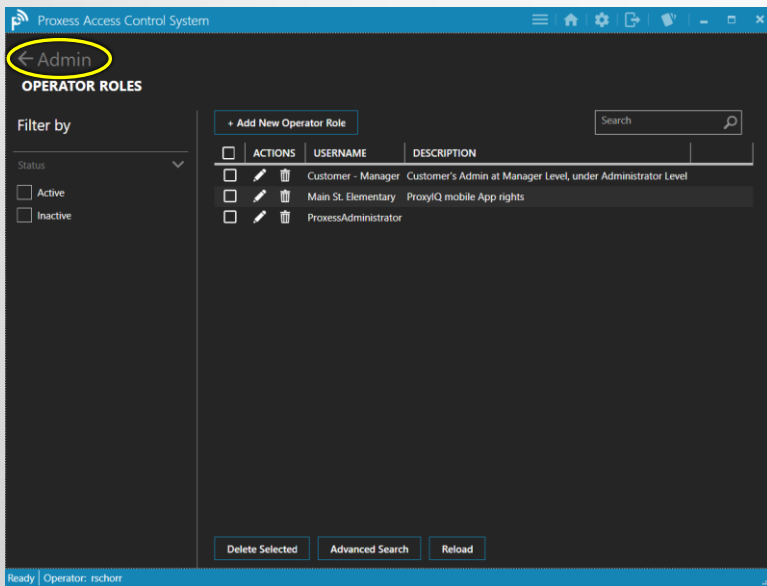 Proxess Access Control System
Admin
OPERATOR ROLES
Filter by
Status
Active
Inactive
+ Add New Operator Role
Search
ACTIONS USERNAME DESCRIPTION
Customer - Manager Customer's Admin at Manager Level, under Administrator Level
Main St. Elementary ProxyIQ mobile App rights
ProxessAdministrator
Delete Selected Advanced Search Reload
Ready Operator: rschorr